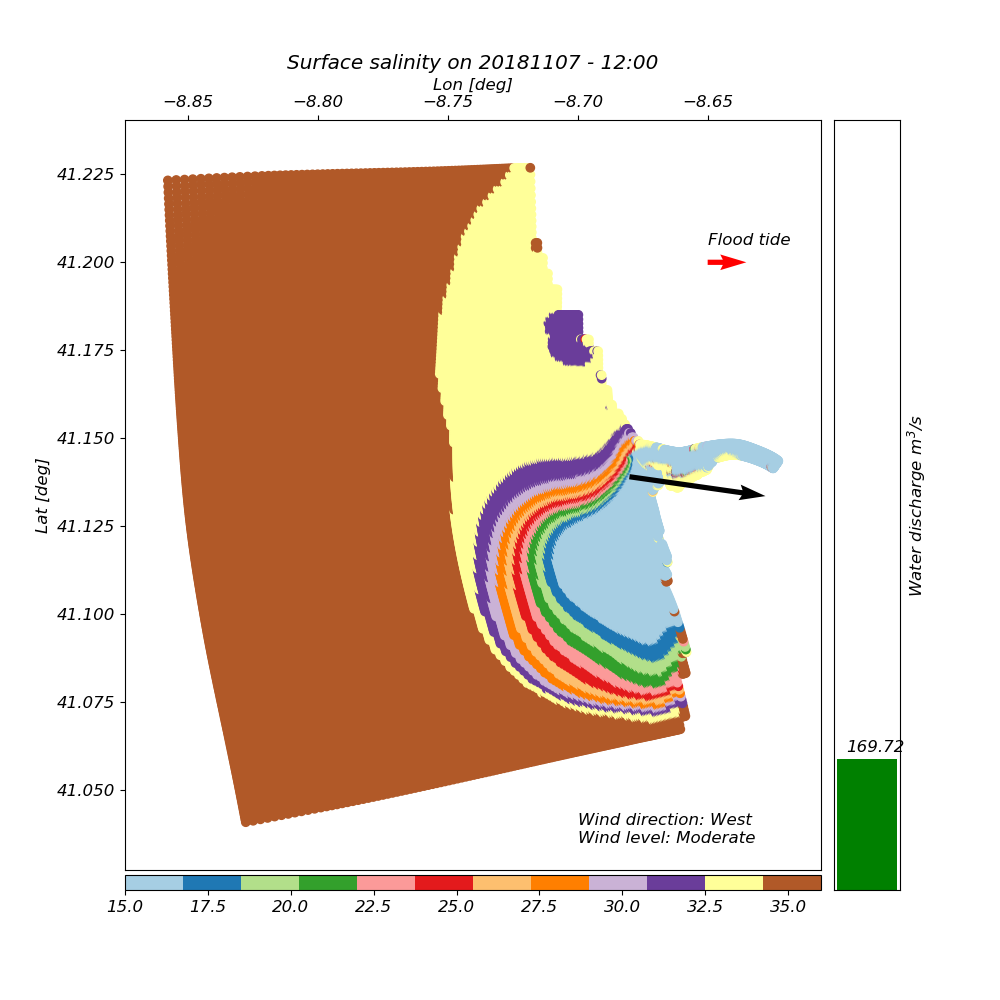 Surface salinity on 20181107 - 12:00
Lon [deg]
−8.85 −8.80 −8.75 −8.70 −8.65
41.225
41.200
41.175
41.150
41.125
41.100
41.075
41.050
Lat [deg]
Flood tide
Wind direction: West
Wind level: Moderate
169.72
Water discharge m³/s
15.0 17.5 20.0 22.5 25.0 27.5 30.0 32.5 35.0